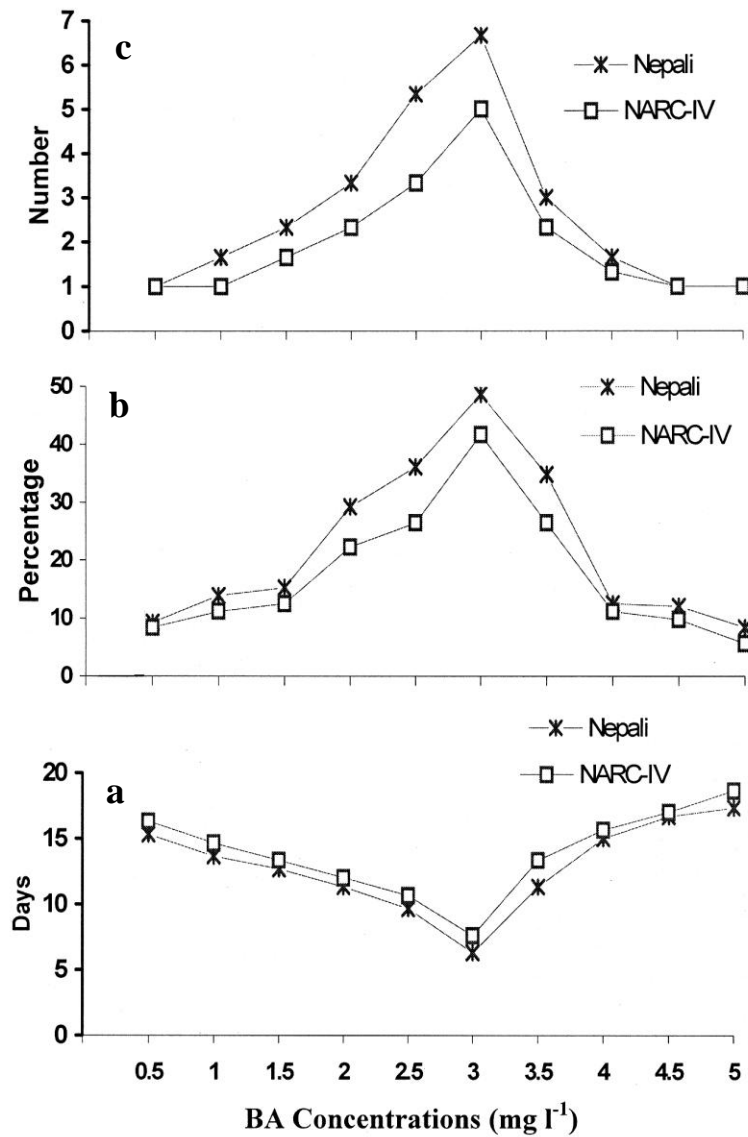 c
7
6
5
4
3
2
1
0
Number
Nepali
NARC-IV
b
50
40
30
20
10
0
Percentage
Nepali
NARC-IV
a
20
15
10
5
0
Days
Nepali
NARC-IV
0.5 1 1.5 2 2.5 3 3.5 4 4.5 5
BA Concentrations (mg l⁻¹)